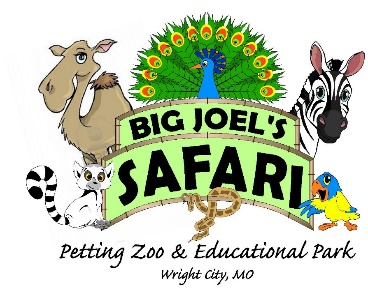 BIG JOEL'S
SAFARI
Petting Zoo & Educational Park
Wright City, MO